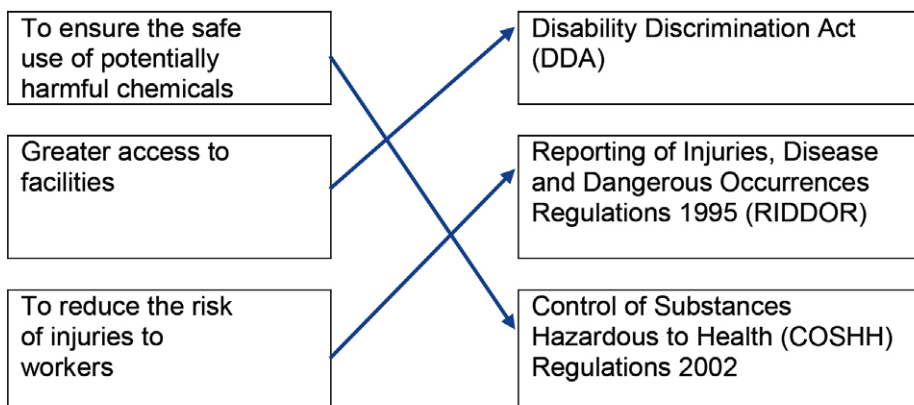 To ensure the safe
use of potentially
harmful chemicals
Disability Discrimination Act
(DDA)
Greater access to
facilities
Reporting of Injuries, Disease
and Dangerous Occurrences
Regulations 1995 (RIDDOR)
To reduce the risk
of injuries to
workers
Control of Substances
Hazardous to Health (COSHH)
Regulations 2002